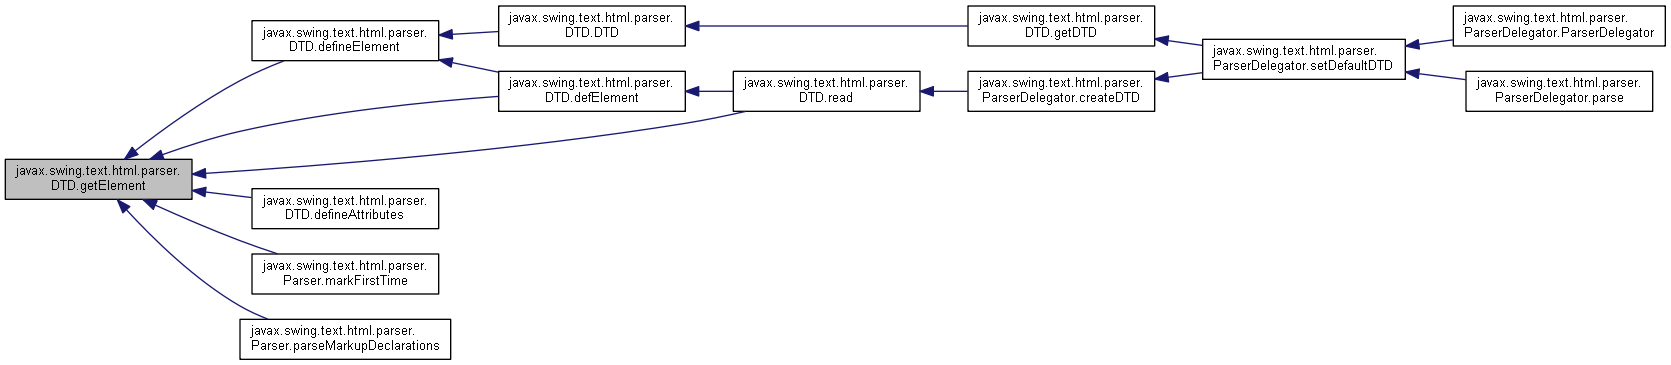 javax.swing.text.html.parser.
DTD.getElement
javax.swing.text.html.parser.
DTD.defineElement
javax.swing.text.html.parser.
DTD.DTD
javax.swing.text.html.parser.
DTD.getDTD
javax.swing.text.html.parser.
ParserDelegator.setDefaultDTD
javax.swing.text.html.parser.
ParserDelegator.ParserDelegator
javax.swing.text.html.parser.
ParserDelegator.parse
javax.swing.text.html.parser.
DTD.defElement
javax.swing.text.html.parser.
DTD.read
javax.swing.text.html.parser.
ParserDelegator.createDTD
javax.swing.text.html.parser.
DTD.defineAttributes
javax.swing.text.html.parser.
Parser.markFirstTime
javax.swing.text.html.parser.
Parser.parseMarkupDeclarations